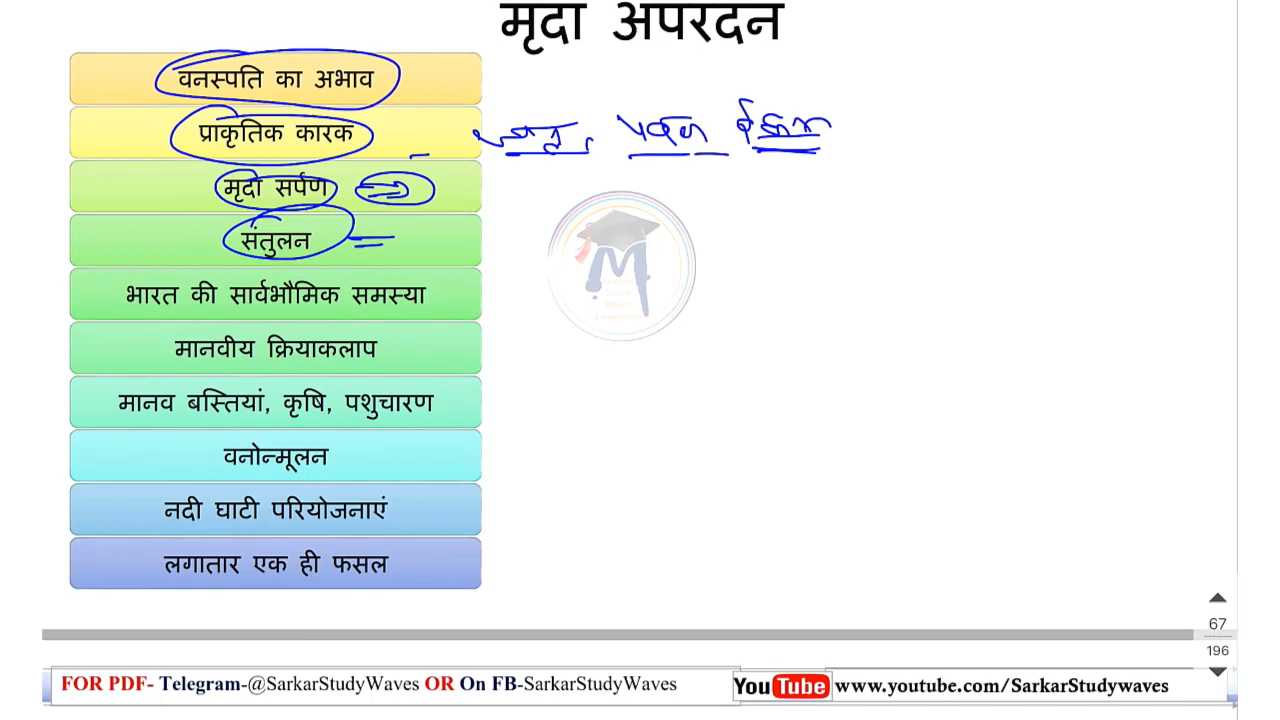 मृदा अपरदन
वनस्पति का अभाव
प्राकृतिक कारक
पवन
मृदा सर्पण
संतुलन
भारत की सार्वभौमिक समस्या
मानवीय क्रियाकलाप
मानव बस्तियां, कृषि, पशुचारण
वनोन्मूलन
नदी घाटी परियोजनाएं
लगातार एक ही फसल
67
196
FOR PDF- Telegram-@SarkarStudyWaves OR On FB-SarkarStudyWaves
YouTube www.youtube.com/SarkarStudywaves